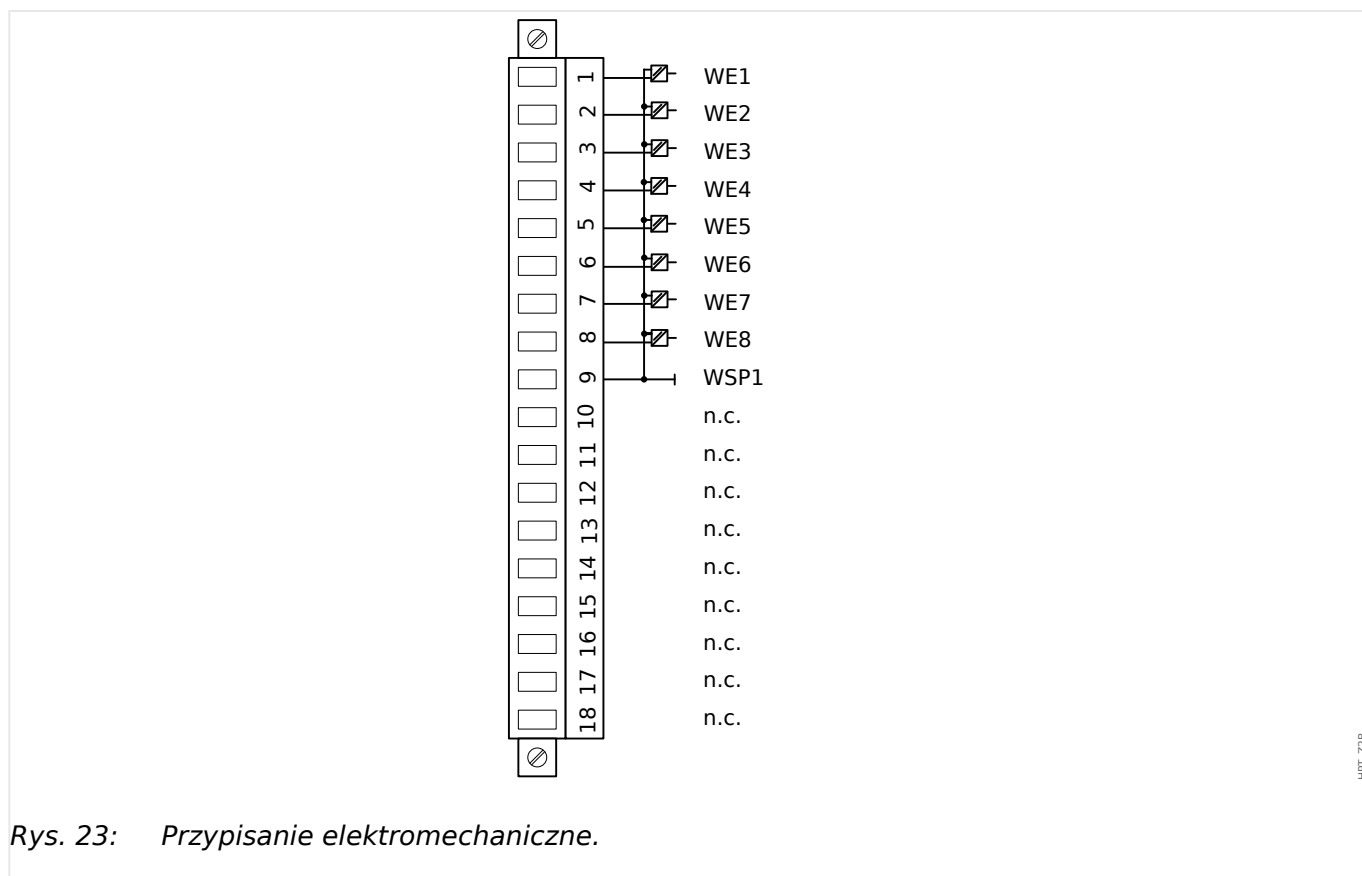 1 WE1
2 WE2
3 WE3
4 WE4
5 WE5
6 WE6
7 WE7
8 WE8
9 WSP1
10 n.c.
11 n.c.
12 n.c.
13 n.c.
14 n.c.
15 n.c.
16 n.c.
17 n.c.
18 n.c.
Rys. 23: Przypisanie elektromechaniczne.